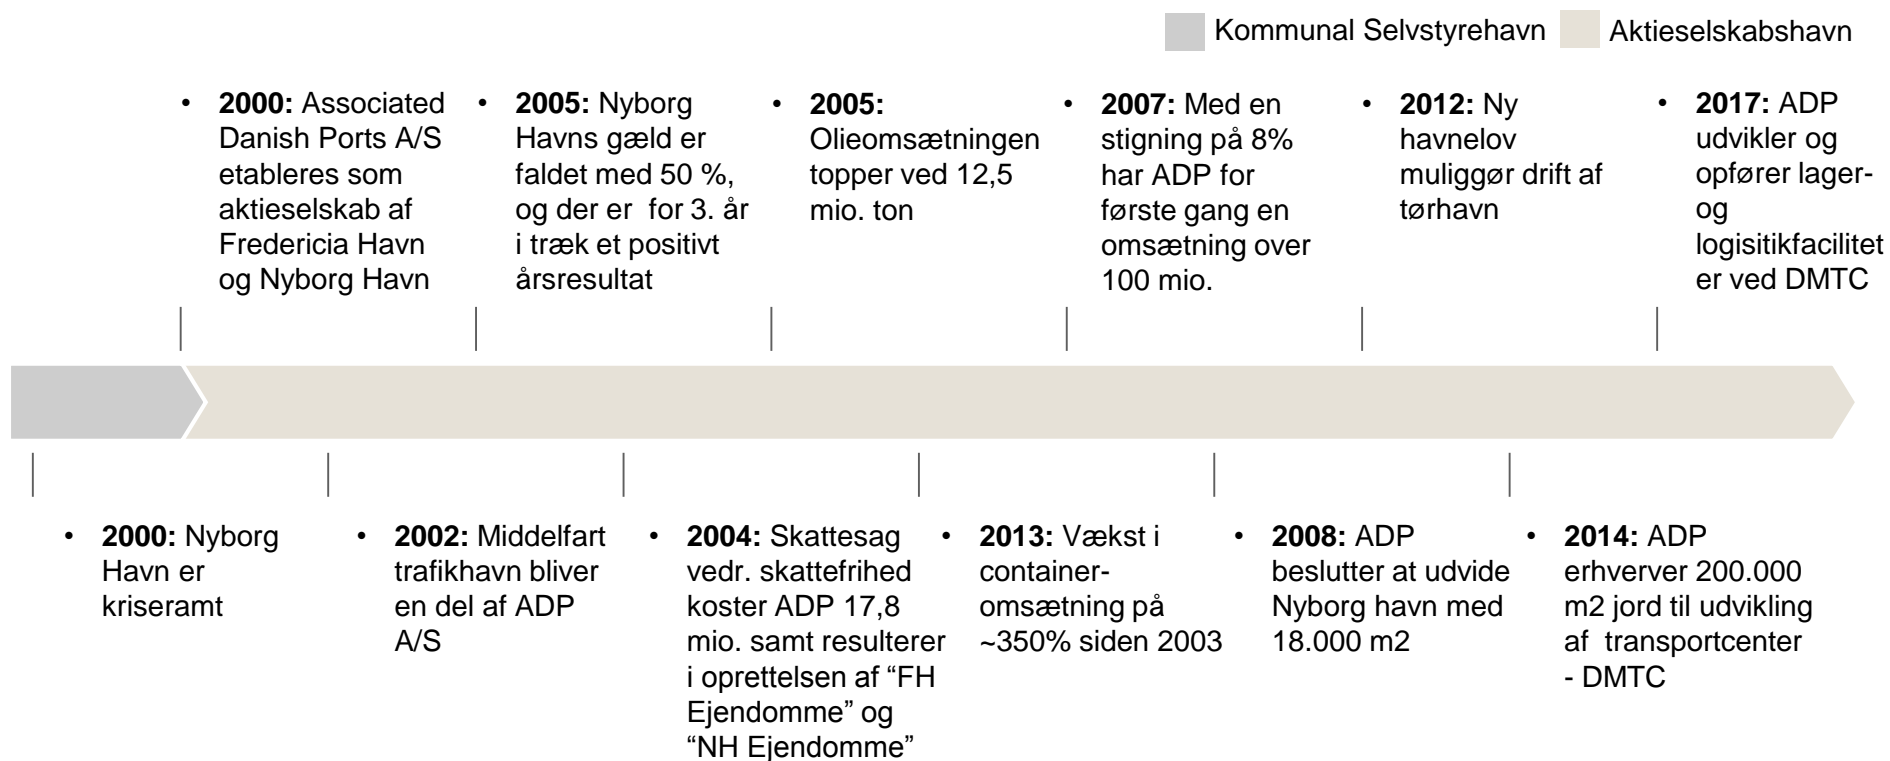 Kommunal Selvstyrehavn
Aktieselskabshavn
• 2000: Associated
Danish Ports A/S
etableres som
aktieselskab af
Fredericia Havn
og Nyborg Havn
• 2005: Nyborg
Havns gæld er
faldet med 50 %,
og der er  for 3. år
i træk et positivt
årsresultat
• 2005:
Olieomsætningen
topper ved 12,5
mio. ton
• 2007: Med en
stigning på 8%
har ADP for
første gang en
omsætning over
100 mio.
• 2012: Ny
havnelov
muliggør drift af
tørhavn
• 2017: ADP
udvikler og
opfører lager-
og
logisitikfacilitet
er ved DMTC
• 2000: Nyborg
Havn er
kriseramt
• 2002: Middelfart
trafikhavn bliver
en del af ADP
A/S
• 2004: Skattesag
vedr. skattefrihed
koster ADP 17,8
mio. samt resulterer
i oprettelsen af “FH
Ejendomme” og
“NH Ejendomme”
• 2013: Vækst i
container-
omsætning på
~350% siden 2003
• 2008: ADP
beslutter at udvide
Nyborg havn med
18.000 m2
• 2014: ADP
erhverver 200.000
m2 jord til udvikling
af  transportcenter
- DMTC